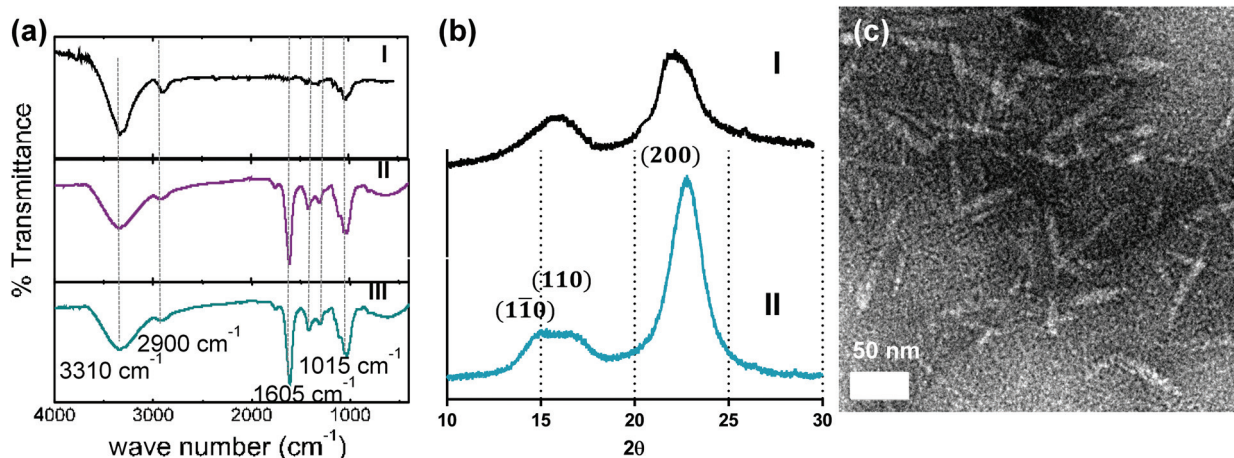 (a)
I
II
III
% Transmittance
3310 cm⁻¹
2900 cm⁻¹
1605 cm⁻¹
1015 cm⁻¹
4000 3000 2000 1000
wave number (cm⁻¹)
(b)
I
(200)
(110)
(11̅0)
II
10 15 20 25 30
2θ
(c)
50 nm